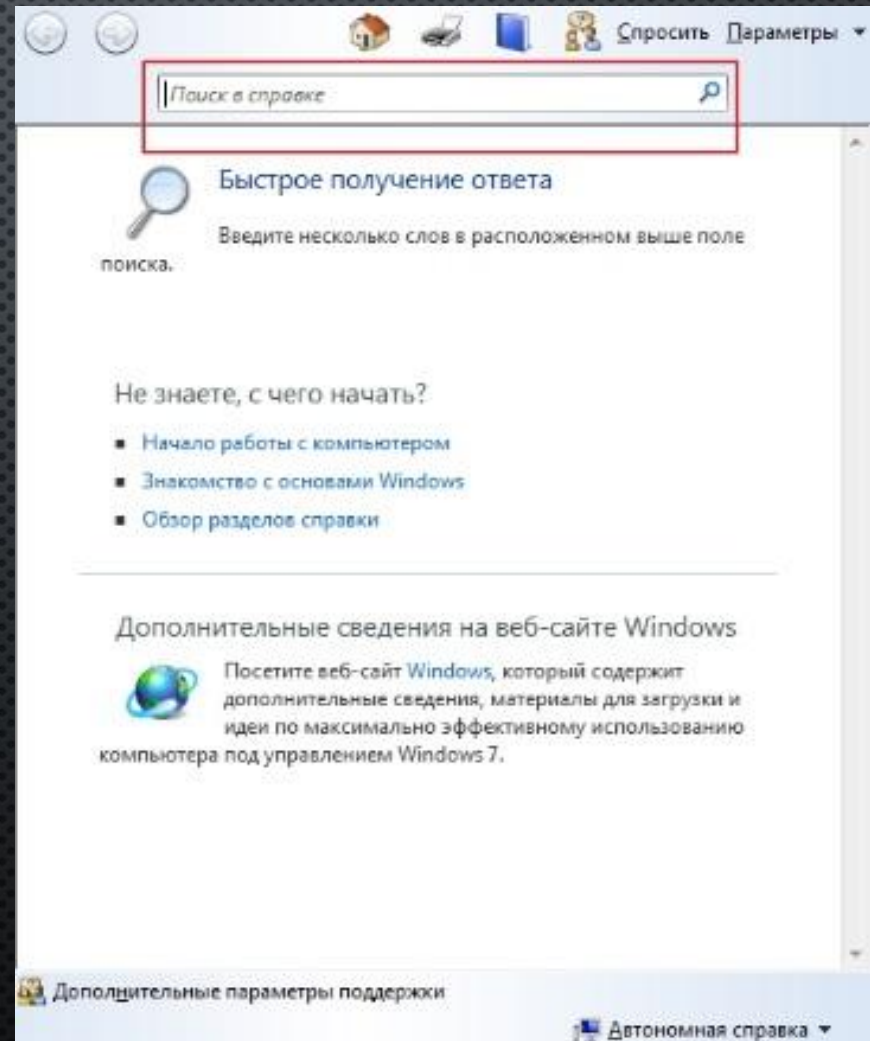 Спросить Параметры
Поиск в справке
Быстрое получение ответа
Введите несколько слов в расположенном выше поле
поиска.
Не знаете, с чего начать?
Начало работы с компьютером
Знакомство с основами Windows
Обзор разделов справки
Дополнительные сведения на веб-сайте Windows
Посетите веб-сайт Windows, который содержит
дополнительные сведения, материалы для загрузки и
идеи по максимально эффективному использованию
компьютера под управлением Windows 7.
Дополнительные параметры поддержки
Автономная справка